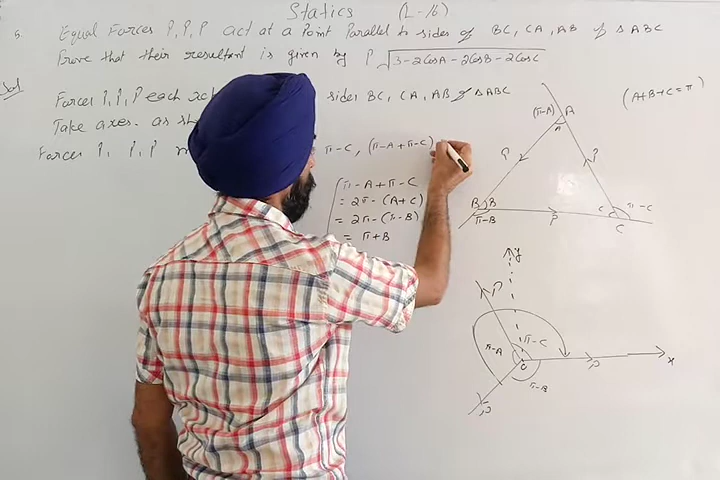 Statics (L-16)
5. Equal Forces P, P, P act at a Point Parallel to sides of BC, CA, AB of Δ ABC
Prove that their resultant is given by P √3-2CosA-2CosB-2CosC
Sol Forces P, P, P each act sides BC, CA, AB of ΔABC
(A+B+C=π)
Take axes. as
Forces P, P, P π-C, (π-A+π-C)
π-A+π-C
= 2π-(A+C)
= 2π-(π-B)
= π+B
(π-A) A
A
P P
B B C π-C
π-B P C
y
P
π-C
π-A
O P x
π-B
P